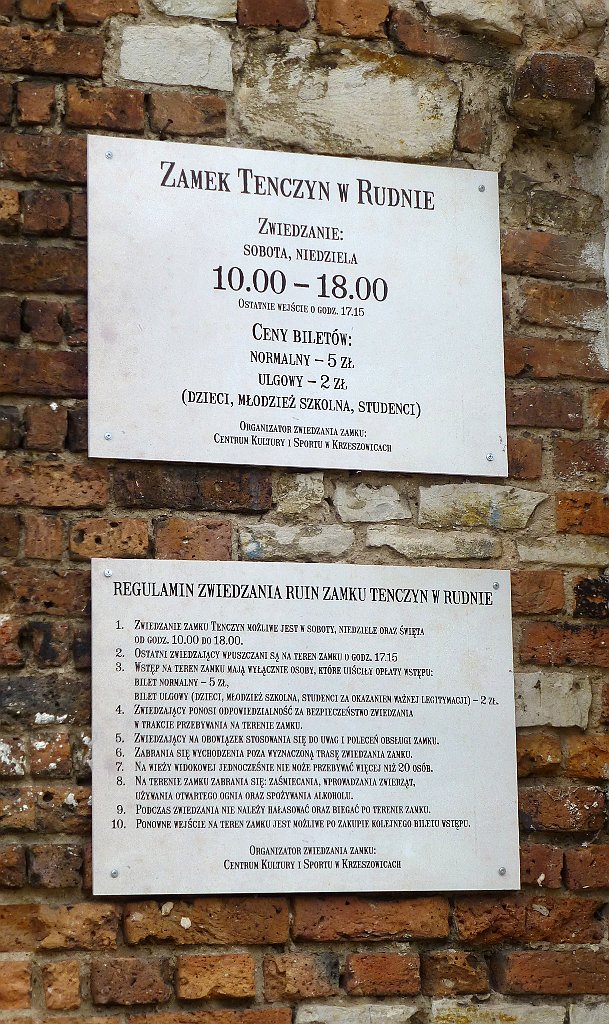 Zamek Tenczyn w Rudnie
Zwiedzanie:
sobota, niedziela
10.00 – 18.00
Ostatnie wejście o godz. 17.15
Ceny biletów:
normalny – 5 zł
ulgowy – 2 zł
(dzieci, młodzież szkolna, studenci)
Organizator zwiedzania zamku:
Centrum Kultury i Sportu w Krzeszowicach
REGULAMIN ZWIEDZANIA RUIN ZAMKU TENCZYN W RUDNIE
1. Zwiedzanie zamku Tenczyn możliwe jest w soboty, niedziele oraz święta
od godz. 10.00 do 18.00.
2. Ostatni zwiedzający wpuszczani są na teren zamku o godz. 17.15
3. Wstęp na teren zamku mają wyłącznie osoby, które uiściły opłaty wstępu:
bilet normalny – 5 zł,
bilet ulgowy (dzieci, młodzież szkolna, studenci za okazaniem ważnej legitymacji) – 2 zł.
4. Zwiedzający ponosi odpowiedzialność za bezpieczeństwo zwiedzania
w trakcie przebywania na terenie zamku.
5. Zwiedzający ma obowiązek stosowania się do uwag i poleceń obsługi zamku.
6. Zabrania się wychodzenia poza wyznaczoną trasę zwiedzania zamku.
7. Na wieży widokowej jednocześnie nie może przebywać więcej niż 20 osób.
8. Na terenie zamku zabrania się: zaśmiecania, wprowadzania zwierząt,
używania otwartego ognia oraz spożywania alkoholu.
9. Podczas zwiedzania nie należy hałasować oraz biegać po terenie zamku.
10. Ponowne wejście na teren zamku jest możliwe po zakupie kolejnego biletu wstępu.
Organizator zwiedzania zamku:
Centrum Kultury i Sportu w Krzeszowicach